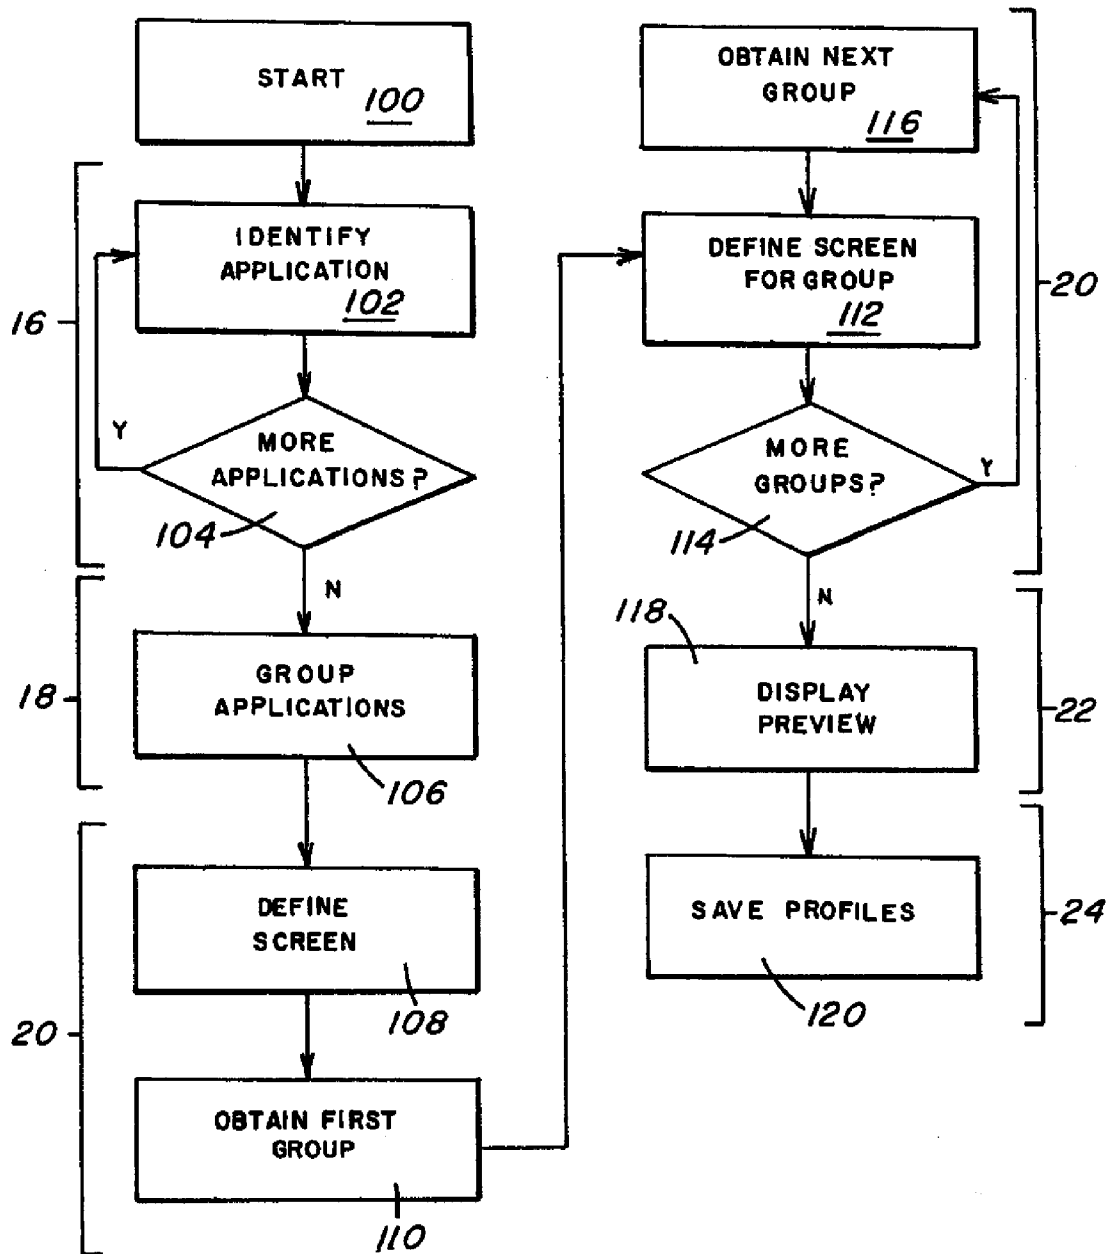 START
100
IDENTIFY
APPLICATION
102
16
Y
MORE
APPLICATIONS?
104
N
18
GROUP
APPLICATIONS
106
DEFINE
SCREEN
108
20
OBTAIN FIRST
GROUP
110
OBTAIN NEXT
GROUP
116
DEFINE SCREEN
FOR GROUP
112
20
MORE
GROUPS?
Y
114
N
118
DISPLAY
PREVIEW
22
SAVE PROFILES
24
120